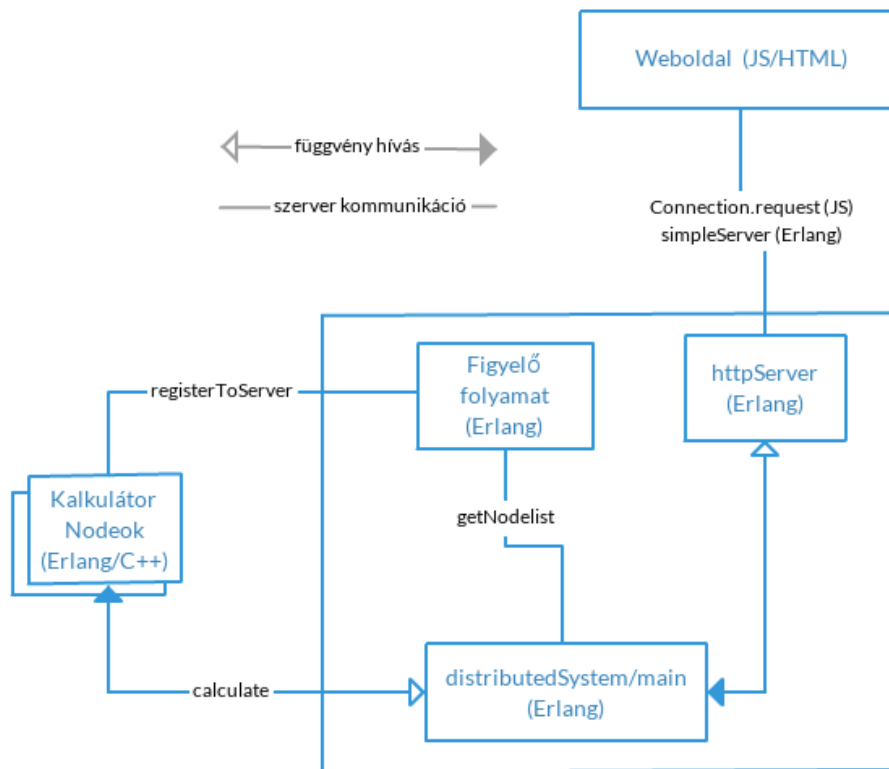 Weboldal (JS/HTML)
függvény hívás
szerver kommunikáció
Connection.request (JS)
simpleServer (Erlang)
Figyelő
folyamat
(Erlang)
httpServer
(Erlang)
registerToServer
Kalkulátor
Nodeok
(Erlang/C++)
getNodelist
distributedSystem/main
(Erlang)
calculate